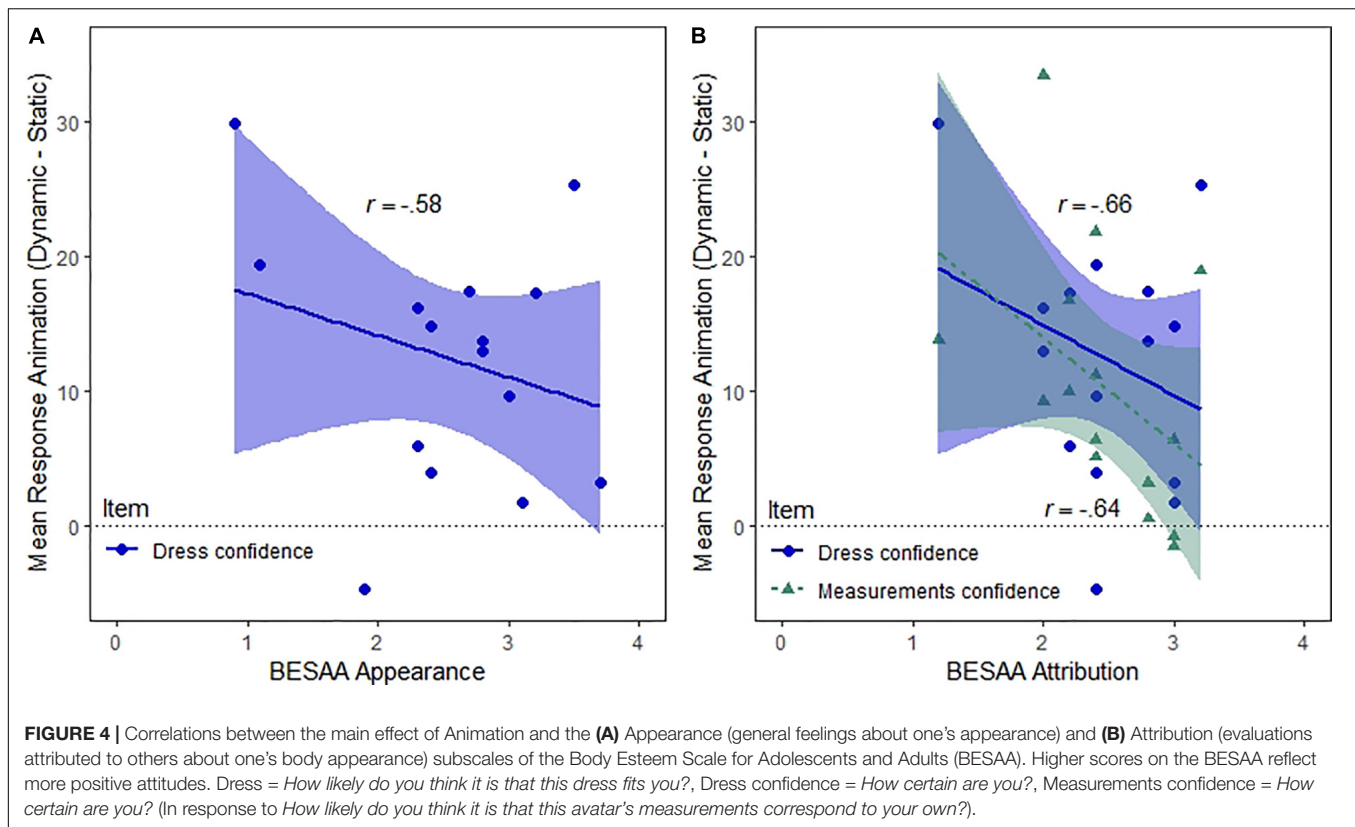 A
Mean Response Animation (Dynamic - Static)
30
20
10
0
r = -.58
Item
Dress confidence
0 1 2 3 4
BESAA Appearance
B
Mean Response Animation (Dynamic - Static)
30
20
10
0
r = -.66
r = -.64
Item
Dress confidence
Measurements confidence
0 1 2 3 4
BESAA Attribution
FIGURE 4 | Correlations between the main effect of Animation and the (A) Appearance (general feelings about one's appearance) and (B) Attribution (evaluations
attributed to others about one's body appearance) subscales of the Body Esteem Scale for Adolescents and Adults (BESAA). Higher scores on the BESAA reflect
more positive attitudes. Dress = How likely do you think it is that this dress fits you?, Dress confidence = How certain are you?, Measurements confidence = How
certain are you? (In response to How likely do you think it is that this avatar's measurements correspond to your own?).